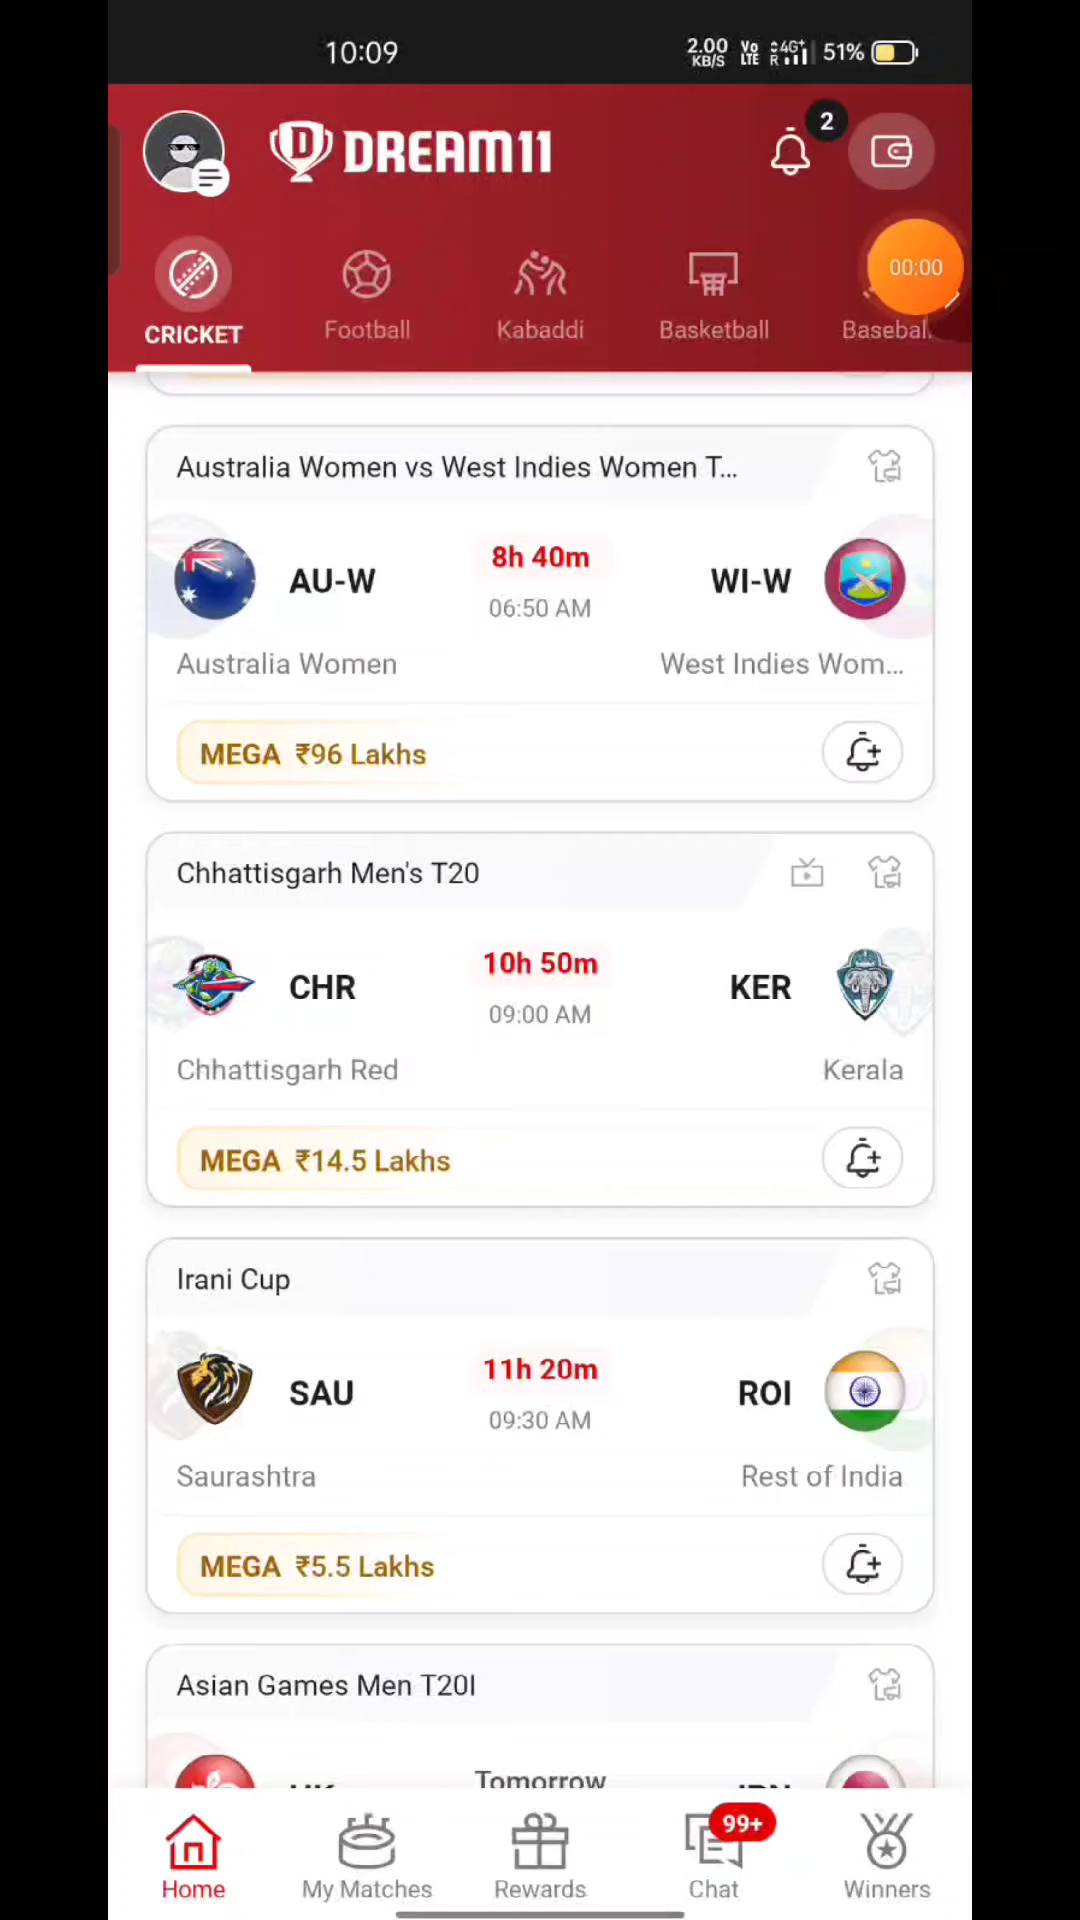 10:09
2.00 KB/S
Vo LTE
4G+
R
51%
DREAM11
2
00:00
CRICKET
Football
Kabaddi
Basketball
Basebal
Australia Women vs West Indies Women T...
8h 40m
AU-W
WI-W
06:50 AM
Australia Women
West Indies Wom...
MEGA ₹96 Lakhs
Chhattisgarh Men's T20
10h 50m
CHR
KER
09:00 AM
Chhattisgarh Red
Kerala
MEGA ₹14.5 Lakhs
Irani Cup
11h 20m
SAU
ROI
09:30 AM
Saurashtra
Rest of India
MEGA ₹5.5 Lakhs
Asian Games Men T20I
Tomorrow
99+
Home
My Matches
Rewards
Chat
Winners